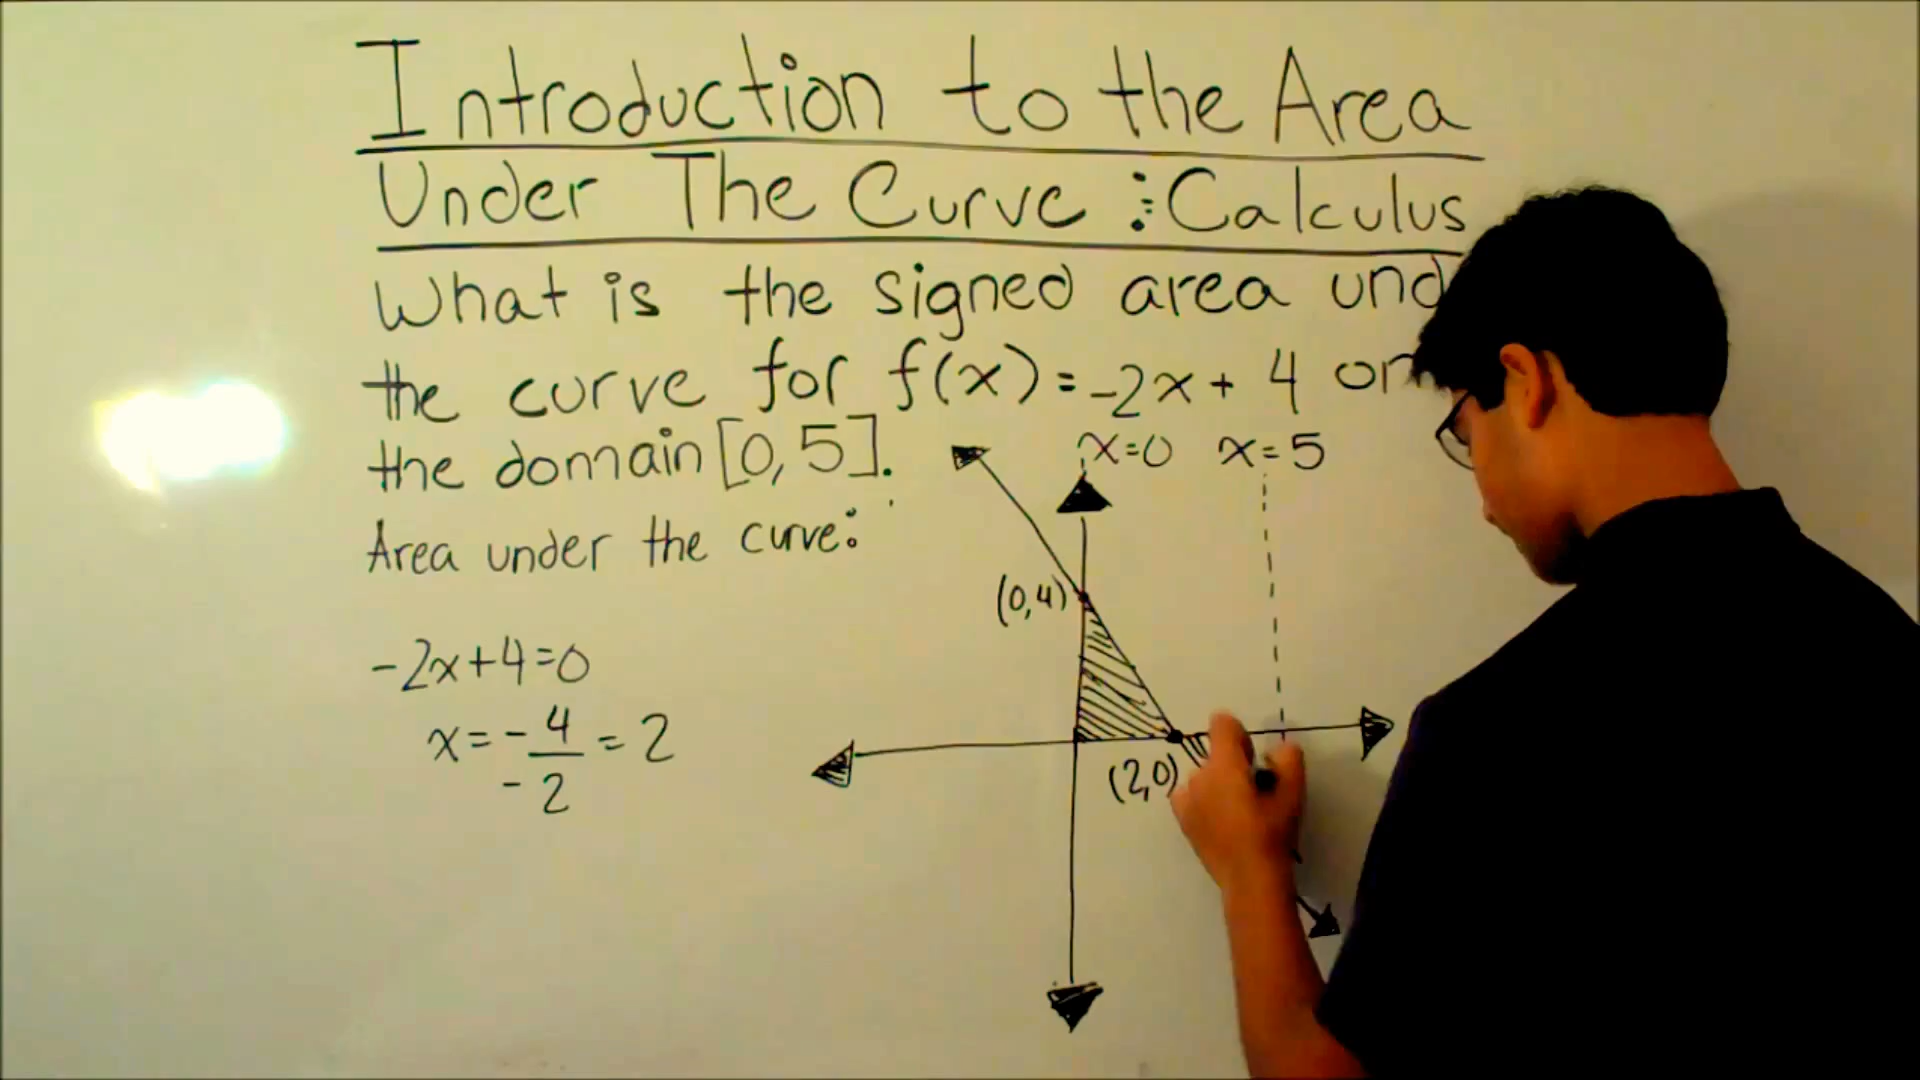 Introduction to the Area
Under The Curve : Calculus
What is the signed area
the curve for f(x) = -2x + 4 on
the domain [0, 5].
x=0 x=5
Area under the curve:
(0,4)
-2x+4=0
x = -4/-2 = 2
(2,0)